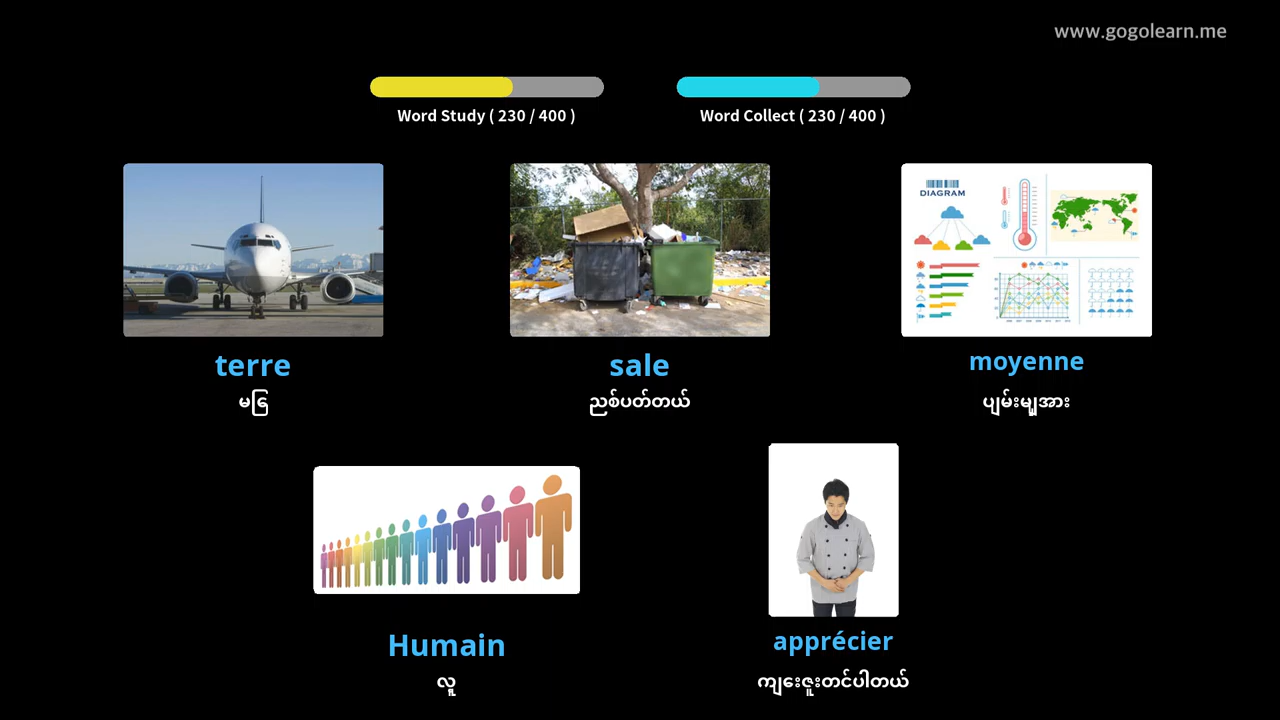 www.gogolearn.me
Word Study ( 230 / 400 )
Word Collect ( 230 / 400 )
DIAGRAM
terre
sale
moyenne
မြေ
ညစ်ပတ်တယ်
ပျမ်းမျှအား
Humain
apprécier
လူ
ကျေးဇူးတင်ပါတယ်